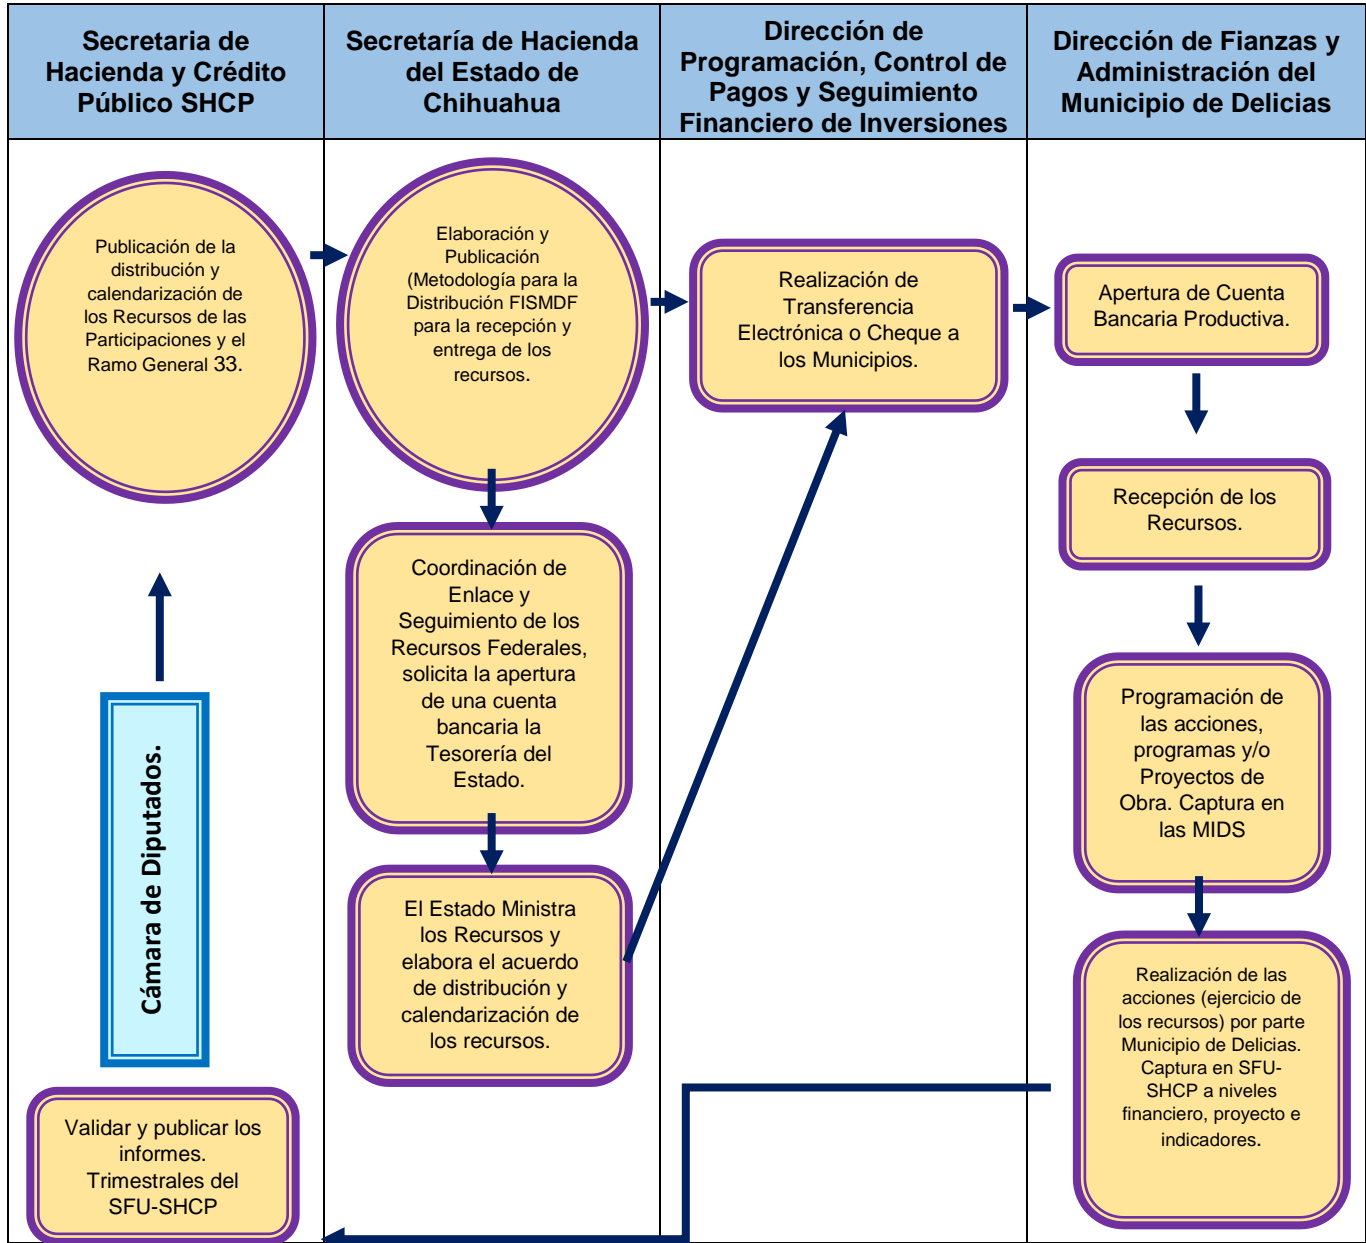 Secretaria de
Hacienda y Crédito
Público SHCP
Secretaría de Hacienda
del Estado de
Chihuahua
Dirección de
Programación, Control de
Pagos y Seguimiento
Financiero de Inversiones
Dirección de Fianzas y
Administración del
Municipio de Delicias
Publicación de la
distribución y
calendarización de
los Recursos de las
Participaciones y el
Ramo General 33.
Cámara de Diputados.
Validar y publicar los
informes.
Trimestrales del
SFU-SHCP
Elaboración y
Publicación
(Metodología para la
Distribución FISMDF
para la recepción y
entrega de los
recursos.
Coordinación de
Enlace y
Seguimiento de los
Recursos Federales,
solicita la apertura
de una cuenta
bancaria la
Tesorería del
Estado.
El Estado Ministra
los Recursos y
elabora el acuerdo
de distribución y
calendarización de
los recursos.
Realización de
Transferencia
Electrónica o Cheque a
los Municipios.
Apertura de Cuenta
Bancaria Productiva.
Recepción de los
Recursos.
Programación de
las acciones,
programas y/o
Proyectos de
Obra. Captura en
las MIDS
Realización de las
acciones (ejercicio de
los recursos) por parte
Municipio de Delicias.
Captura en SFU-
SHCP a niveles
financiero, proyecto e
indicadores.